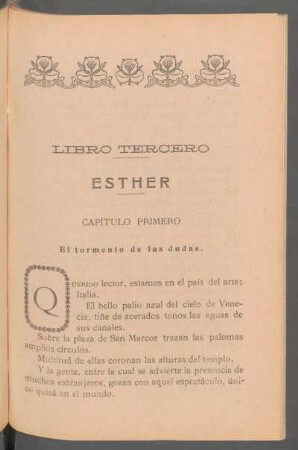 LIBRO TERCERO
ESTHER
CAPÍTULO PRIMERO
El tormento de las dudas.
QUERIDO lector, estamos en el país del arte:
Italia.
El bello palio azul del cielo de Vene-
cia, tiñe de acerados tonos las aguas de
sus canales.
Sobre la plaza de San Marcos trazan las palomas
amplios círculos.
Multitud de ellas coronan las alturas del templo.
Y la gente, entre la cual se advierte la presencia de
muchos extranjeros, gozan con aquel espectáculo, úni-
co quizá en el mundo.